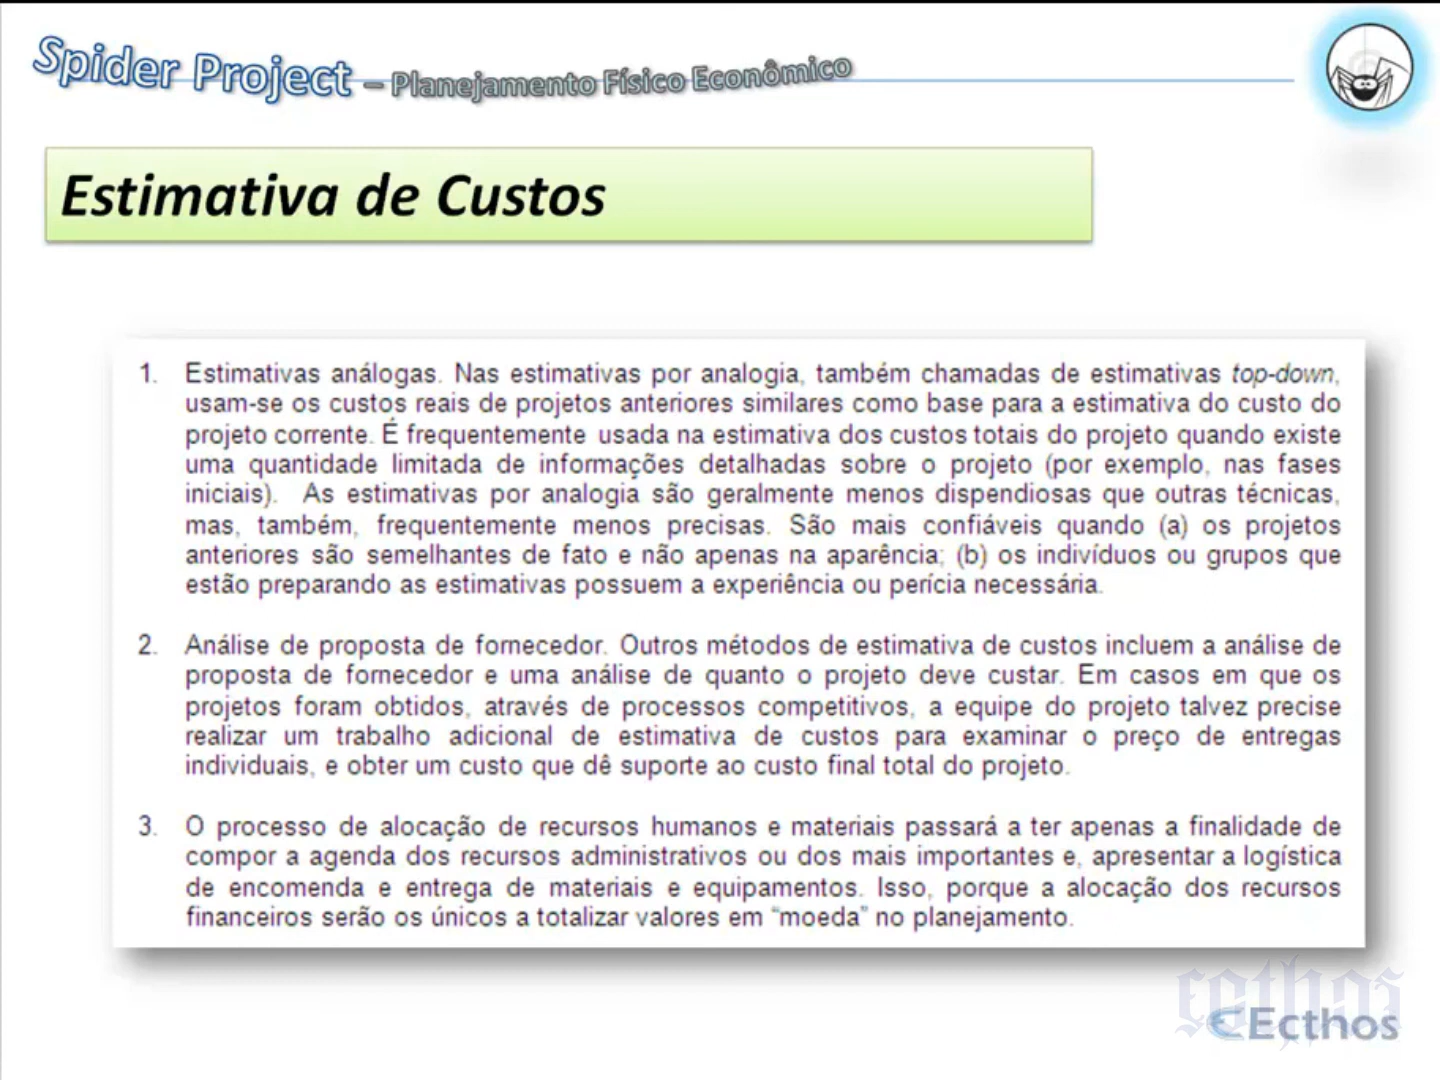 Spider Project – Planejamento Físico Econômico
Estimativa de Custos
1. Estimativas análogas. Nas estimativas por analogia, também chamadas de estimativas top-down,
usam-se os custos reais de projetos anteriores similares como base para a estimativa do custo do
projeto corrente. É frequentemente usada na estimativa dos custos totais do projeto quando existe
uma quantidade limitada de informações detalhadas sobre o projeto (por exemplo, nas fases
iniciais). As estimativas por analogia são geralmente menos dispendiosas que outras técnicas,
mas, também, frequentemente menos precisas. São mais confiáveis quando (a) os projetos
anteriores são semelhantes de fato e não apenas na aparência; (b) os indivíduos ou grupos que
estão preparando as estimativas possuem a experiência ou perícia necessária.
2. Análise de proposta de fornecedor. Outros métodos de estimativa de custos incluem a análise de
proposta de fornecedor e uma análise de quanto o projeto deve custar. Em casos em que os
projetos foram obtidos, através de processos competitivos, a equipe do projeto talvez precise
realizar um trabalho adicional de estimativa de custos para examinar o preço de entregas
individuais, e obter um custo que dê suporte ao custo final total do projeto.
3. O processo de alocação de recursos humanos e materiais passará a ter apenas a finalidade de
compor a agenda dos recursos administrativos ou dos mais importantes e, apresentar a logística
de encomenda e entrega de materiais e equipamentos. Isso, porque a alocação dos recursos
financeiros serão os únicos a totalizar valores em “moeda” no planejamento.
Ecthos
Ecthos